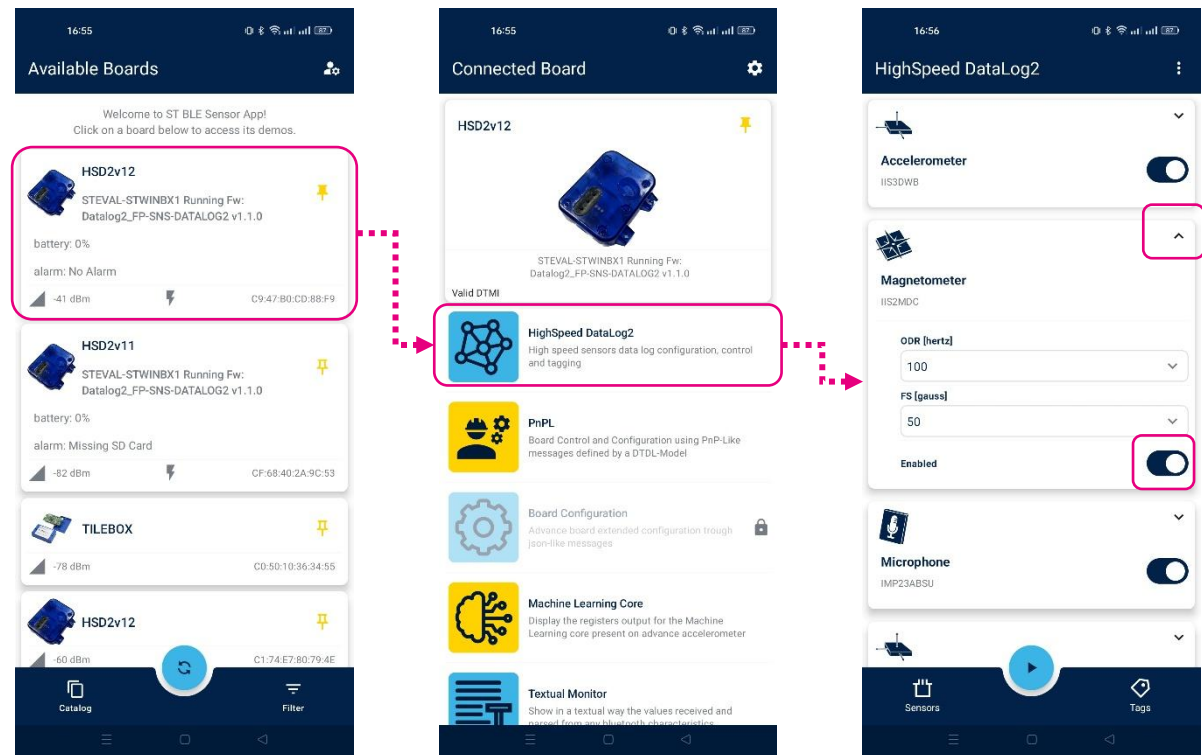 16:55
87
Available Boards
Welcome to ST BLE Sensor App!
Click on a board below to access its demos.
HSD2v12
STEVAL-STWINBX1 Running Fw:
Datalog2_FP-SNS-DATALOG2 v1.1.0
battery: 0%
alarm: No Alarm
-41 dBm
C9:47:B0:CD:88:F9
HSD2v11
STEVAL-STWINBX1 Running Fw:
Datalog2_FP-SNS-DATALOG2 v1.1.0
battery: 0%
alarm: Missing SD Card
-82 dBm
CF:68:40:2A:9C:53
TILEBOX
-78 dBm
C0:50:10:36:34:55
HSD2v12
-60 dBm
C1:74:E7:80:79:4E
Catalog
Filter
16:55
87
Connected Board
HSD2v12
STEVAL-STWINBX1 Running Fw:
Datalog2_FP-SNS-DATALOG2 v1.1.0
Valid DTMI
HighSpeed DataLog2
High speed sensors data log configuration, control
and tagging
PnPL
Board Control and Configuration using PnP-Like
messages defined by a DTDL-Model
Board Configuration
Advance board extended configuration trough
json-like messages
Machine Learning Core
Display the registers output for the Machine
Learning core present on advance accelerometer
Textual Monitor
Show in a textual way the values received and
parsed from any bluetooth characteristics
16:56
87
HighSpeed DataLog2
Accelerometer
IIS3DWB
Magnetometer
IIS2MDC
ODR [hertz]
100
FS [gauss]
50
Enabled
Microphone
IMP23ABSU
Sensors
Tags